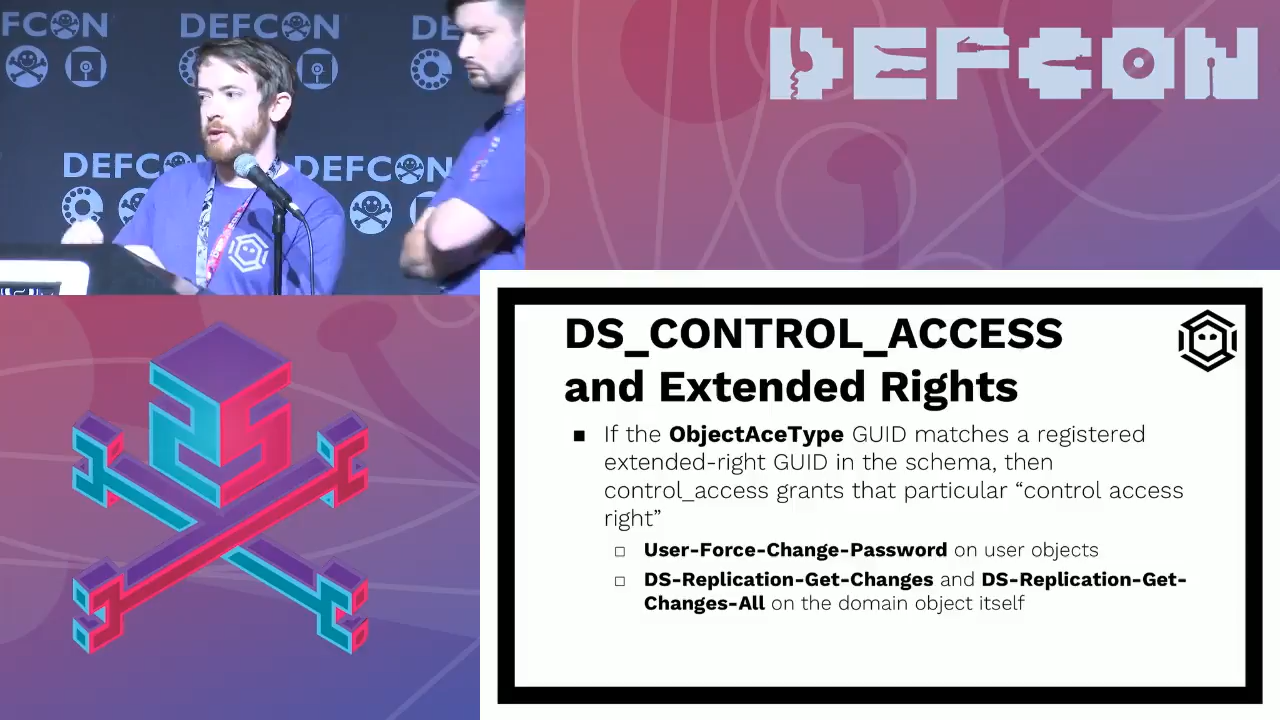 FCON
DEFCON
DEF
DEFCON
DEFCON
DEFCON
DS_CONTROL_ACCESS
and Extended Rights
■ If the ObjectAceType GUID matches a registered
extended-right GUID in the schema, then
control_access grants that particular “control access
right”
□ User-Force-Change-Password on user objects
□ DS-Replication-Get-Changes and DS-Replication-Get-
Changes-All on the domain object itself